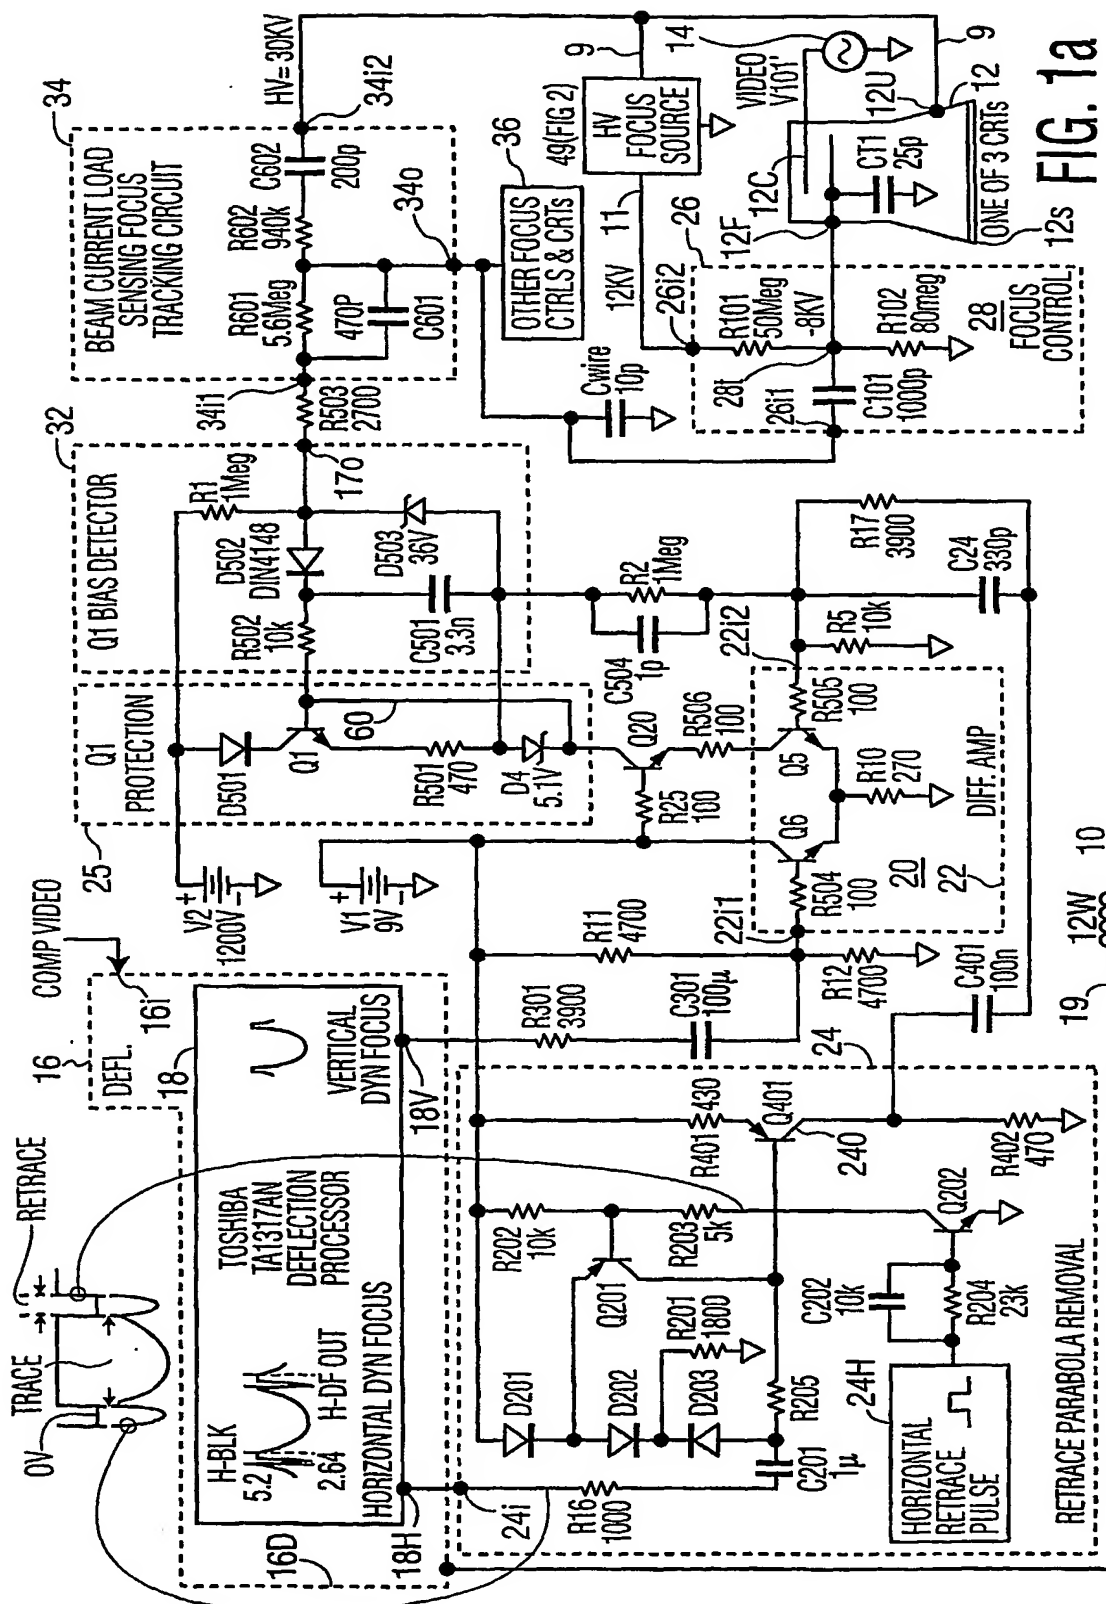 FIG. 1a
COMP VIDEO
RETRACE
TRACE
0V
16
DEFL.
16i
18
TOSHIBA
TA1317AN
DEFLECTION
PROCESSOR
H-BLK
5.2
2.64
H-DF OUT
HORIZONTAL DYN FOCUS
VERTICAL
DYN FOCUS
16D
18H
18V
25
Q1
PROTECTION
V2
1200V
V1
9V
D501
Q1
60
R501
470
D4
5.1V
32
Q1 BIAS DETECTOR
R1
1Meg
D502
DIN4148
R502
10k
D503
36V
C501
3.3n
17o
R503
2700
34
BEAM CURRENT LOAD
SENSING FOCUS
TRACKING CIRCUIT
34i1
R601
5.6Meg
470P
C601
R602
940k
C602
200p
34i2
34o
HV= 30KV
36
OTHER FOCUS
CTRLS & CRTs
9
49(FIG 2)
HV
FOCUS
SOURCE
11
12KV
14
VIDEO
V101'
12C
12U
9
12F
CT1
25p
12
ONE OF 3 CRTs
12s
26
26i2
R101
50Meg
-8KV
28t
R102
80meg
26i1
C101
1000p
28
FOCUS
CONTROL
Cwire
10p
C504
1p
R2
1Meg
Q20
R25
100
R506
100
22i2
R5
10k
R17
3900
C24
330p
R505
100
Q5
Q6
R10
270
R504
100
22i1
20
22
DIFF. AMP
R11
4700
R301
3900
C301
100μ
R12
4700
C401
100n
24
R401
430
Q401
240
R402
470
R202
10k
R203
5k
Q201
Q202
C202
10k
R204
23k
D201
D202
D203
R201
1800
R205
C201
1μ
R16
1000
24i
24H
HORIZONTAL
RETRACE
PULSE
RETRACE PARABOLA REMOVAL
19
12W
10